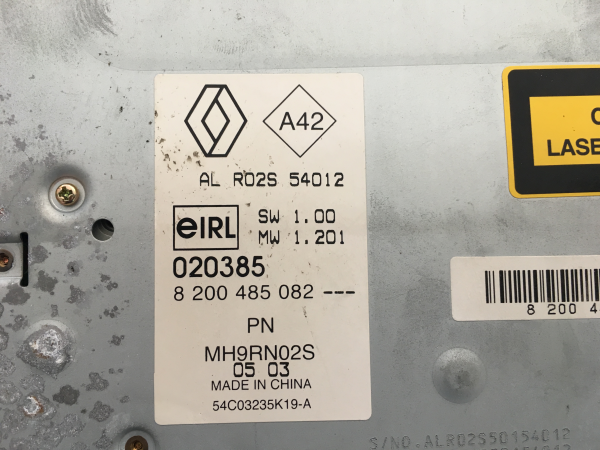 A42
AL R02S 54012
eIRL
SW 1.00
MW 1.201
020385
8 200 485 082 ---
PN
MH9RN02S
05 03
MADE IN CHINA
54C03235K19-A
C
LASE
8 200 4
S/NO.ALR02S50154012